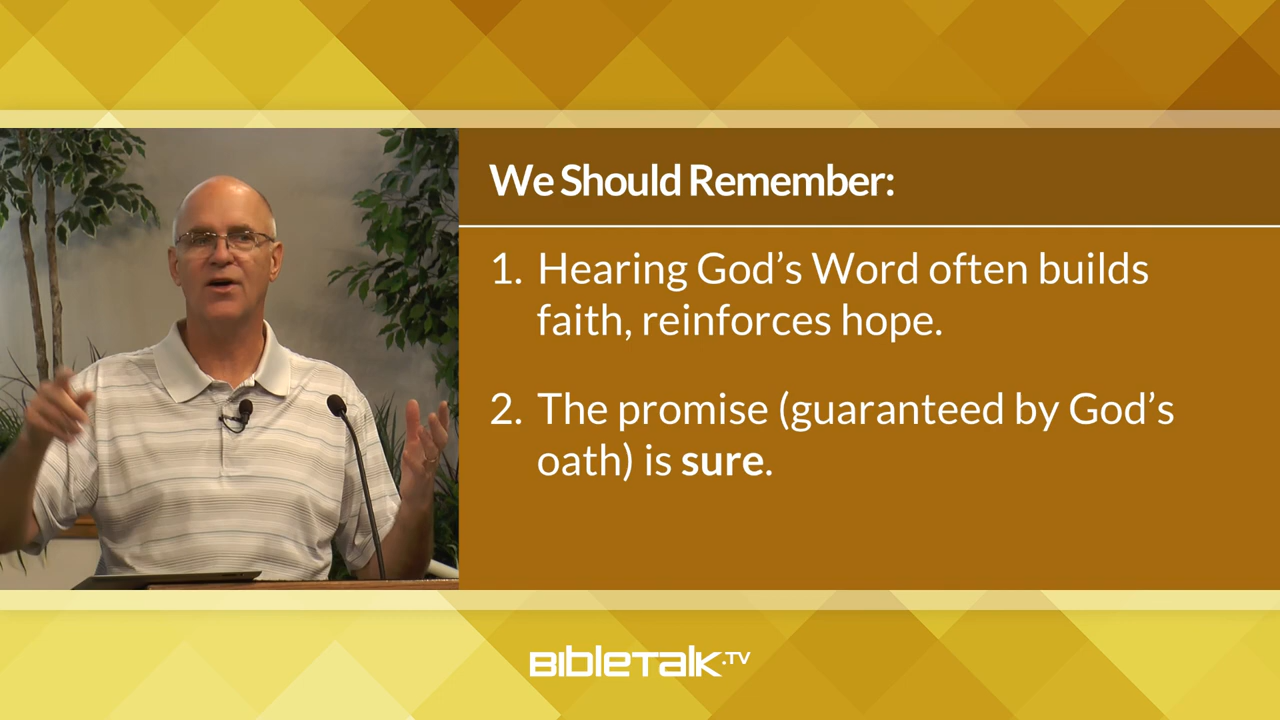 We Should Remember:
1. Hearing God's Word often builds
faith, reinforces hope.
2. The promise (guaranteed by God's
oath) is sure.
BIBLETALK.TV